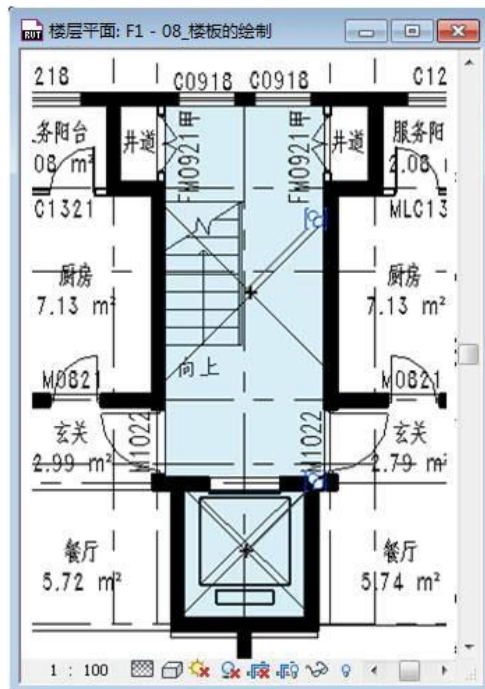 楼层平面: F1 - 08_楼板的绘制
218 C0918 C0918 C12
务阳台 井道 FM0921甲 FM0921甲 井道 服务阳
08 m² 2.08
C1321 MLC13
厨房 厨房
7.13 m² 7.13 m²
向上
M0821 M0821
玄关 M1022 M1022 玄关
2.99 m² 2.79 m
餐厅 餐厅
5.72 m² 5.74 m²
1 : 100